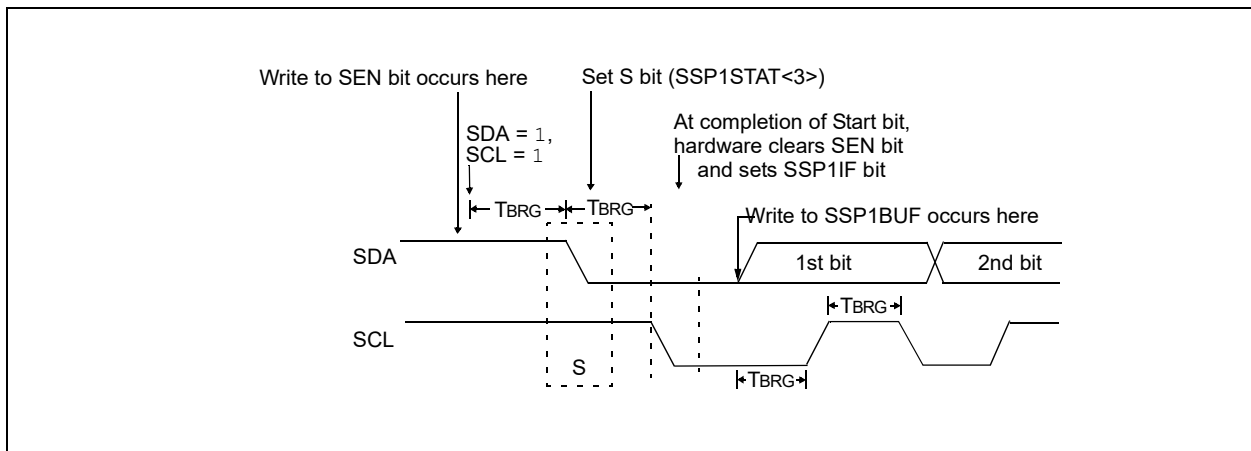 Write to SEN bit occurs here
Set S bit (SSP1STAT<3>)
SDA = 1,
SCL = 1
At completion of Start bit,
hardware clears SEN bit
and sets SSP1IF bit
TBRG
TBRG
Write to SSP1BUF occurs here
SDA
1st bit
2nd bit
TBRG
SCL
S
TBRG